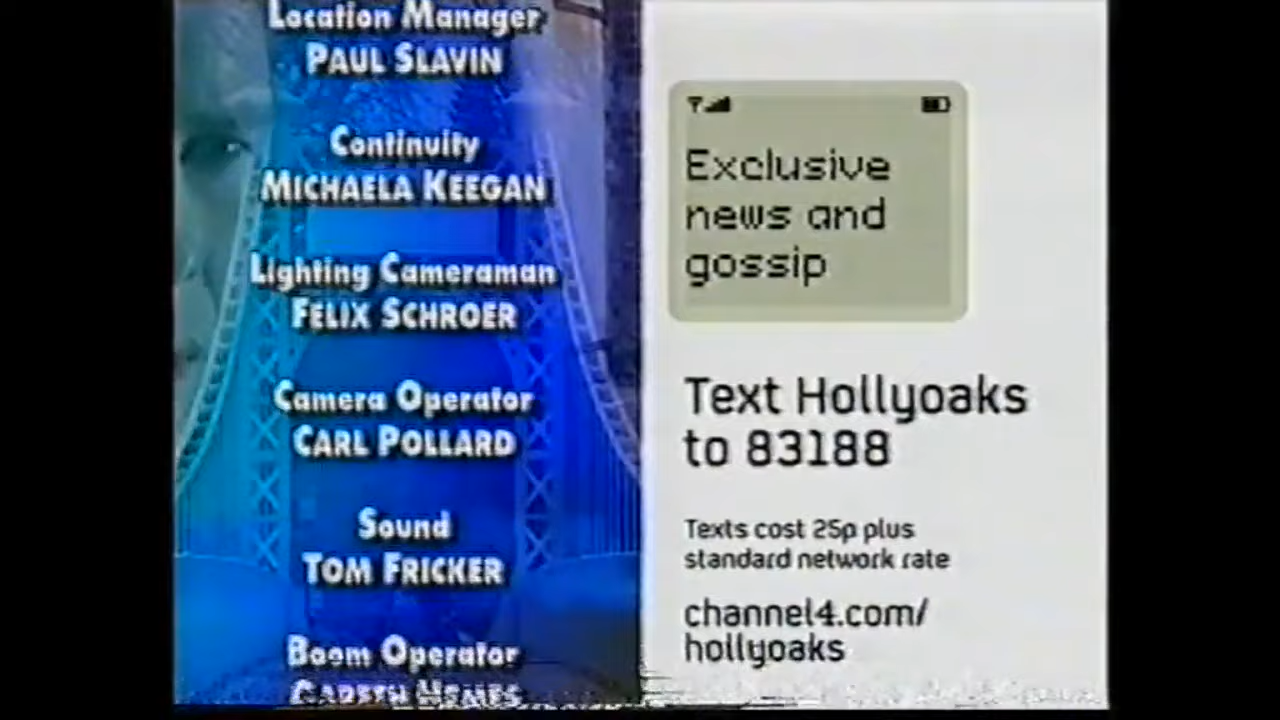 Location Manager
PAUL SLAVIN
Continuity
MICHAELA KEEGAN
Lighting Cameraman
FELIX SCHROER
Camera Operator
CARL POLLARD
Sound
TOM FRICKER
Boom Operator
Exclusive
news and
gossip
Text Hollyoaks
to 83188
Texts cost 25p plus
standard network rate
channel4.com/
hollyoaks